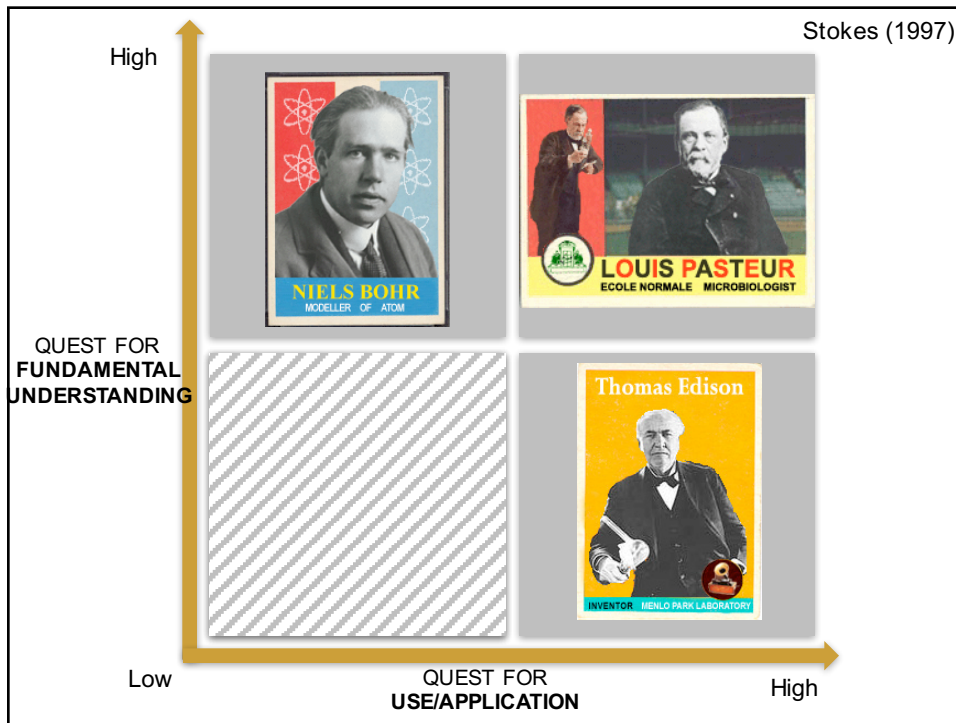 Stokes (1997)
High
NIELS BOHR
MODELLER OF ATOM
LOUIS PASTEUR
ECOLE NORMALE MICROBIOLOGIST
QUEST FOR
FUNDAMENTAL
UNDERSTANDING
Thomas Edison
INVENTOR MENLO PARK LABORATORY
Low
QUEST FOR
USE/APPLICATION
High